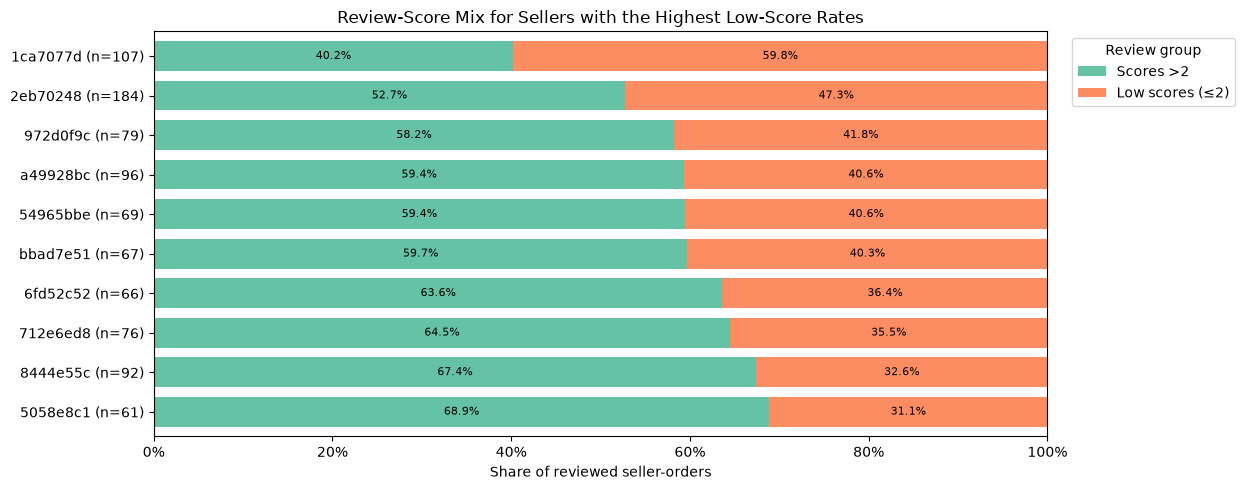 Review-Score Mix for Sellers with the Highest Low-Score Rates
1ca7077d (n=107) 40.2% 59.8%
2eb70248 (n=184) 52.7% 47.3%
972d0f9c (n=79) 58.2% 41.8%
a49928bc (n=96) 59.4% 40.6%
54965bbe (n=69) 59.4% 40.6%
bbad7e51 (n=67) 59.7% 40.3%
6fd52c52 (n=66) 63.6% 36.4%
712e6ed8 (n=76) 64.5% 35.5%
8444e55c (n=92) 67.4% 32.6%
5058e8c1 (n=61) 68.9% 31.1%
0% 20% 40% 60% 80% 100%
Share of reviewed seller-orders
Review group
Scores >2
Low scores (≤2)